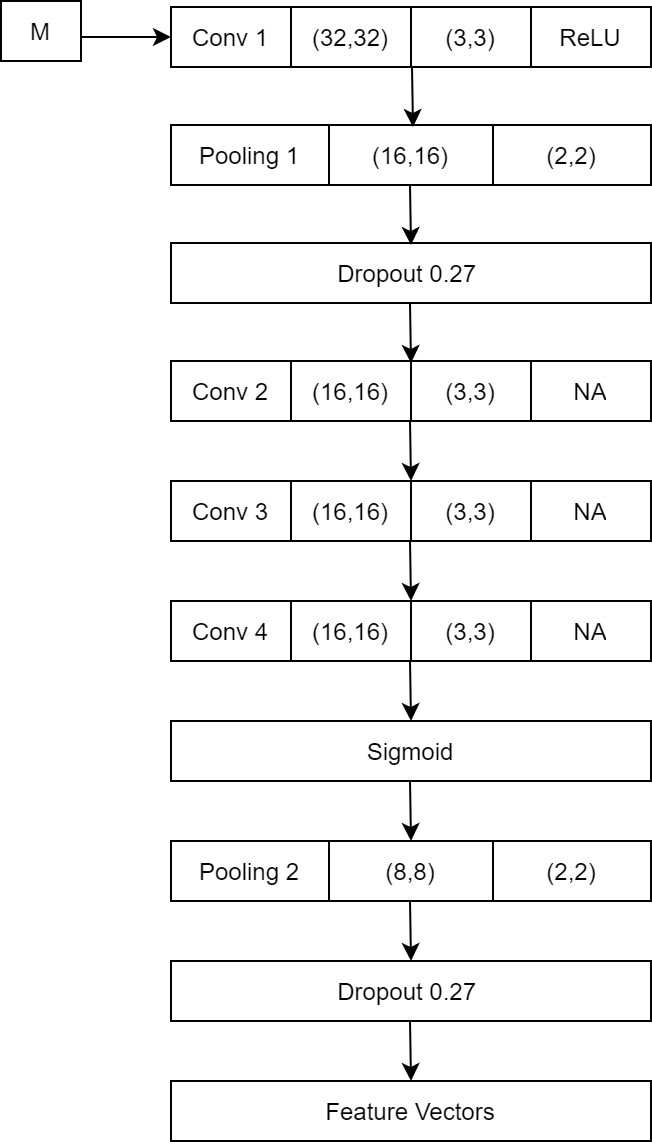 M
Conv 1 (32,32) (3,3) ReLU
Pooling 1 (16,16) (2,2)
Dropout 0.27
Conv 2 (16,16) (3,3) NA
Conv 3 (16,16) (3,3) NA
Conv 4 (16,16) (3,3) NA
Sigmoid
Pooling 2 (8,8) (2,2)
Dropout 0.27
Feature Vectors